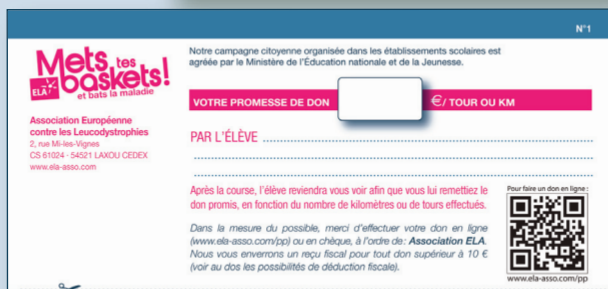 N°1
Mets tes
baskets!
ELA
et bats la maladie
Association Européenne
contre les Leucodystrophies
2, rue Mi-les-Vignes
CS 61024 - 54521 LAXOU CEDEX
www.ela-asso.com
Notre campagne citoyenne organisée dans les établissements scolaires est
agréée par le Ministère de l'Éducation nationale et de la Jeunesse.
VOTRE PROMESSE DE DON €/ TOUR OU KM
PAR L'ÉLÈVE
Après la course, l'élève reviendra vous voir afin que vous lui remettiez le
don promis, en fonction du nombre de kilomètres ou de tours effectués.
Dans la mesure du possible, merci d'effectuer votre don en ligne
(www.ela-asso.com/pp) ou en chèque, à l'ordre de : Association ELA.
Nous vous enverrons un reçu fiscal pour tout don supérieur à 10 €
(voir au dos les possibilités de déduction fiscale).
Pour faire un don en ligne :
www.ela-asso.com/pp